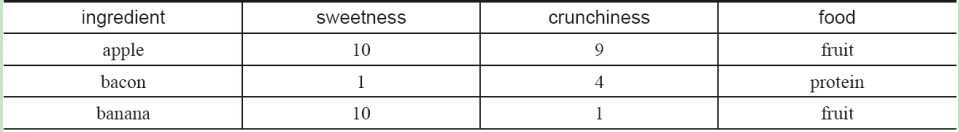 ingredient sweetness crunchiness food
apple 10 9 fruit
bacon 1 4 protein
banana 10 1 fruit